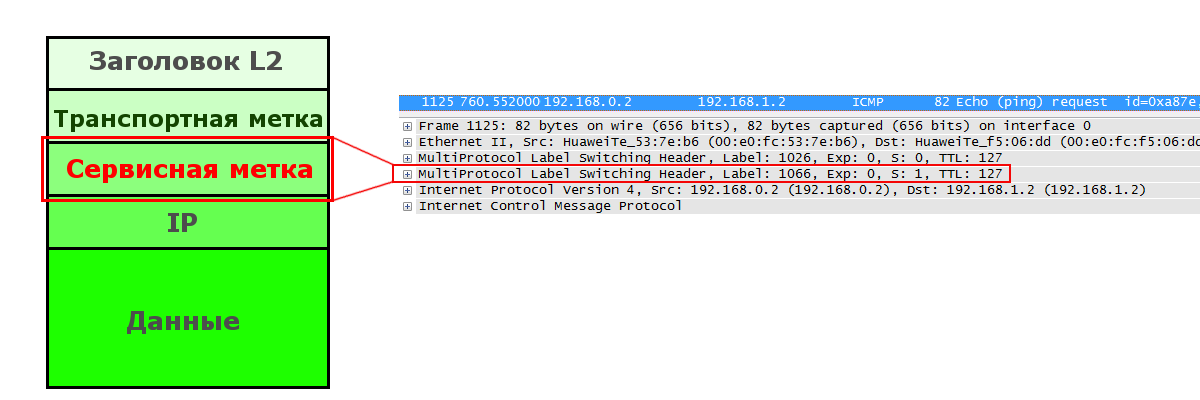 Заголовок L2
Транспортная метка
Сервисная метка
IP
Данные
1125 760.552000 192.168.0.2 192.168.1.2 ICMP 82 Echo (ping) request id=0xa87e,
Frame 1125: 82 bytes on wire (656 bits), 82 bytes captured (656 bits) on interface 0
Ethernet II, Src: HuaweiTe_53:7e:b6 (00:e0:fc:53:7e:b6), Dst: HuaweiTe_f5:06:dd (00:e0:fc:f5:06:dd
MultiProtocol Label Switching Header, Label: 1026, Exp: 0, S: 0, TTL: 127
MultiProtocol Label Switching Header, Label: 1066, Exp: 0, S: 1, TTL: 127
Internet Protocol Version 4, Src: 192.168.0.2 (192.168.0.2), Dst: 192.168.1.2 (192.168.1.2)
Internet Control Message Protocol